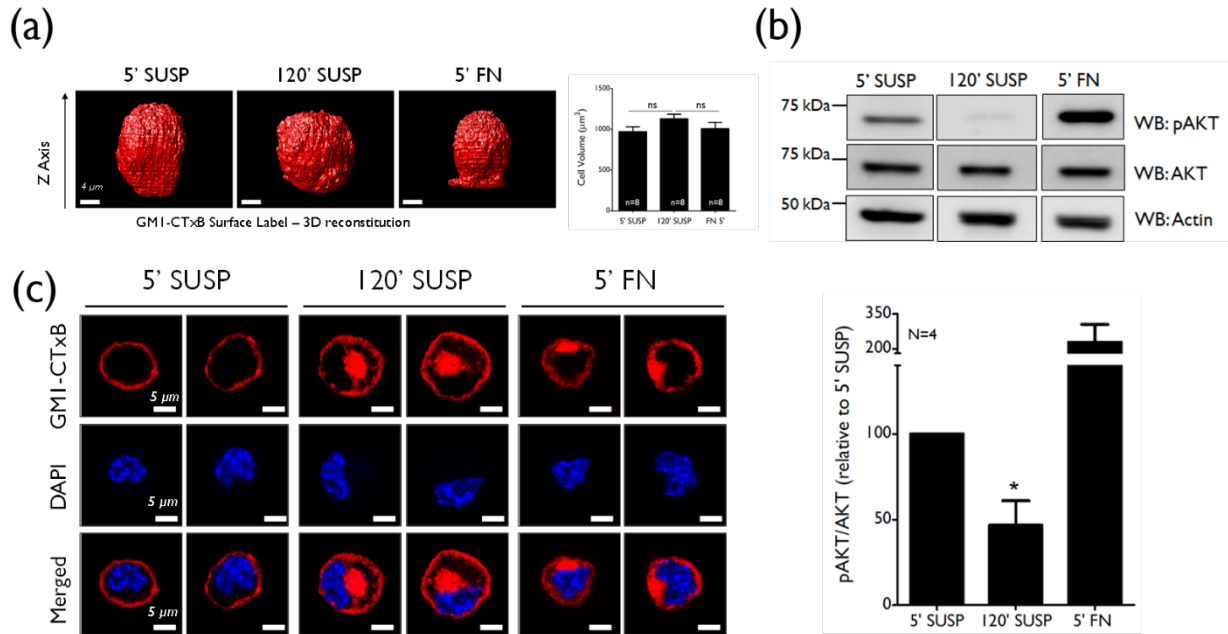 (a)
5’ SUSP
120’ SUSP
5’ FN
Z Axis
4 µm
GM1-CTxB Surface Label – 3D reconstitution
Cell Volume (µm³)
1500
1000
500
0
ns
ns
n=8
n=8
n=8
5’ SUSP
120’ SUSP
FN 5’
(b)
5’ SUSP
120’ SUSP
5’ FN
75 kDa
WB: pAKT
75 kDa
WB: AKT
50 kDa
WB: Actin
(c)
5’ SUSP
120’ SUSP
5’ FN
GM1-CTxB
5 µm
DAPI
5 µm
Merged
5 µm
pAKT/AKT (relative to 5’ SUSP)
350
200
100
50
0
N=4
*
5’ SUSP
120’ SUSP
5’ FN